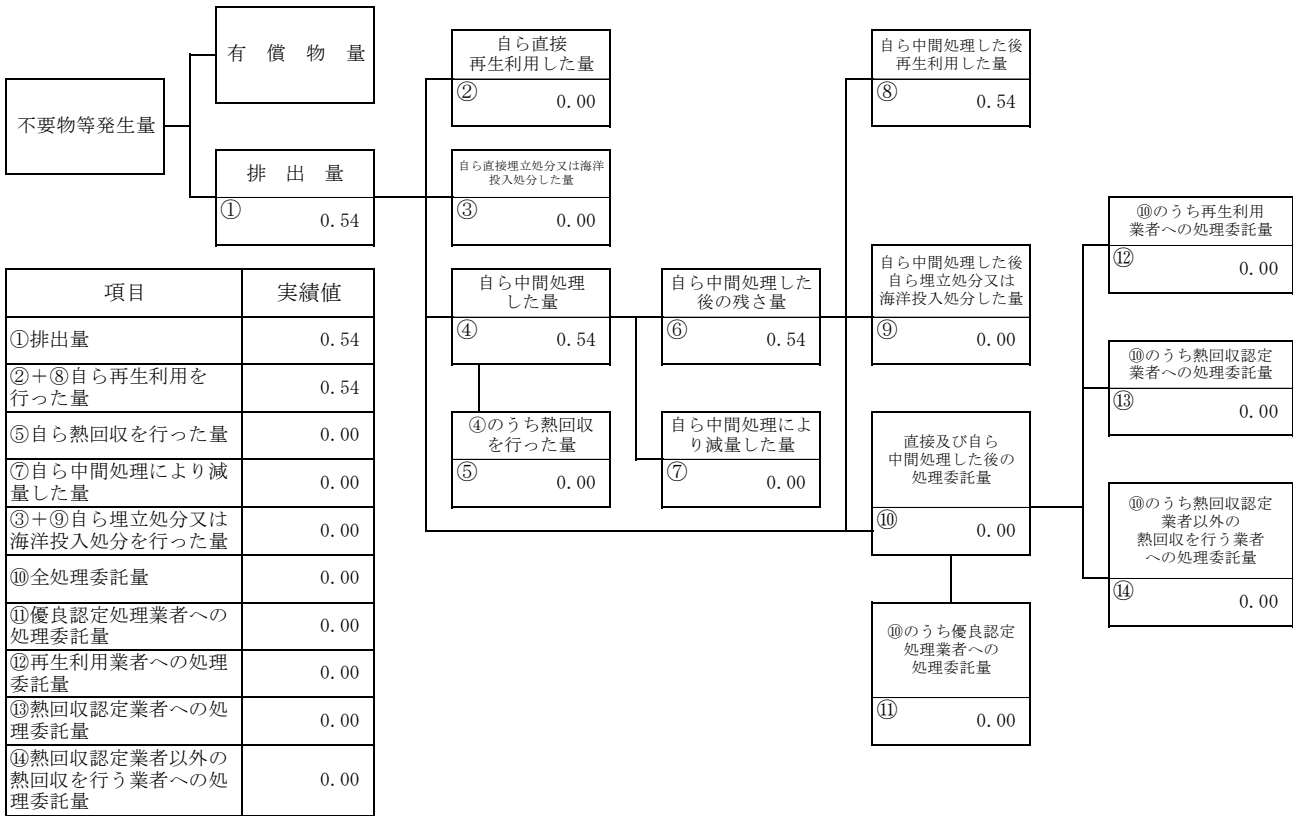 不要物等発生量
有 償 物 量
排 出 量
① 0.54
自ら直接
再生利用した量
② 0.00
自ら直接埋立処分又は海洋
投入処分した量
③ 0.00
自ら中間処理
した量
④ 0.54
④のうち熱回収
を行った量
⑤ 0.00
自ら中間処理した
後の残さ量
⑥ 0.54
自ら中間処理によ
り減量した量
⑦ 0.00
自ら中間処理した後
再生利用した量
⑧ 0.54
自ら中間処理した後
自ら埋立処分又は
海洋投入処分した量
⑨ 0.00
直接及び自ら
中間処理した後の
処理委託量
⑩ 0.00
⑩のうち優良認定
処理業者への
処理委託量
⑪ 0.00
⑩のうち再生利用
業者への処理委託量
⑫ 0.00
⑩のうち熱回収認定
業者への処理委託量
⑬ 0.00
⑩のうち熱回収認定
業者以外の
熱回収を行う業者
への処理委託量
⑭ 0.00
項目 実績値
①排出量 0.54
②+⑧自ら再生利用を
行った量 0.54
⑤自ら熱回収を行った量 0.00
⑦自ら中間処理により減
量した量 0.00
③+⑨自ら埋立処分又は
海洋投入処分を行った量 0.00
⑩全処理委託量 0.00
⑪優良認定処理業者への
処理委託量 0.00
⑫再生利用業者への処理
委託量 0.00
⑬熱回収認定業者への処
理委託量 0.00
⑭熱回収認定業者以外の
熱回収を行う業者への処
理委託量 0.00